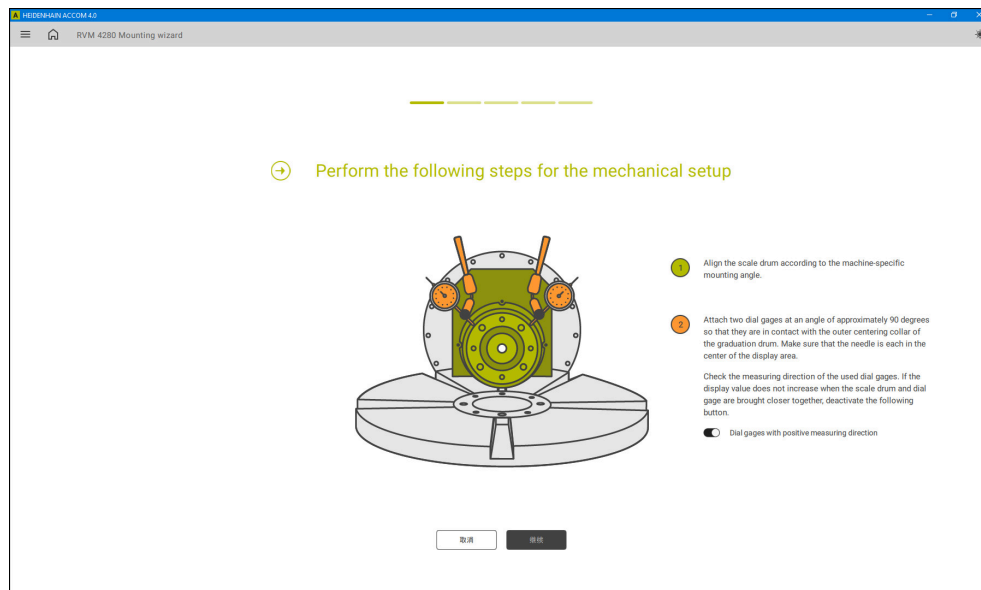 HEIDENHAIN ACCOM 4.0
RVM 4280 Mounting wizard
Perform the following steps for the mechanical setup
1
Align the scale drum according to the machine-specific
mounting angle.
2
Attach two dial gages at an angle of approximately 90 degrees
so that they are in contact with the outer centering collar of
the graduation drum. Make sure that the needle is each in the
center of the display area.
Check the measuring direction of the used dial gages. If the
display value does not increase when the scale drum and dial
gage are brought closer together, deactivate the following
button.
Dial gages with positive measuring direction
取消